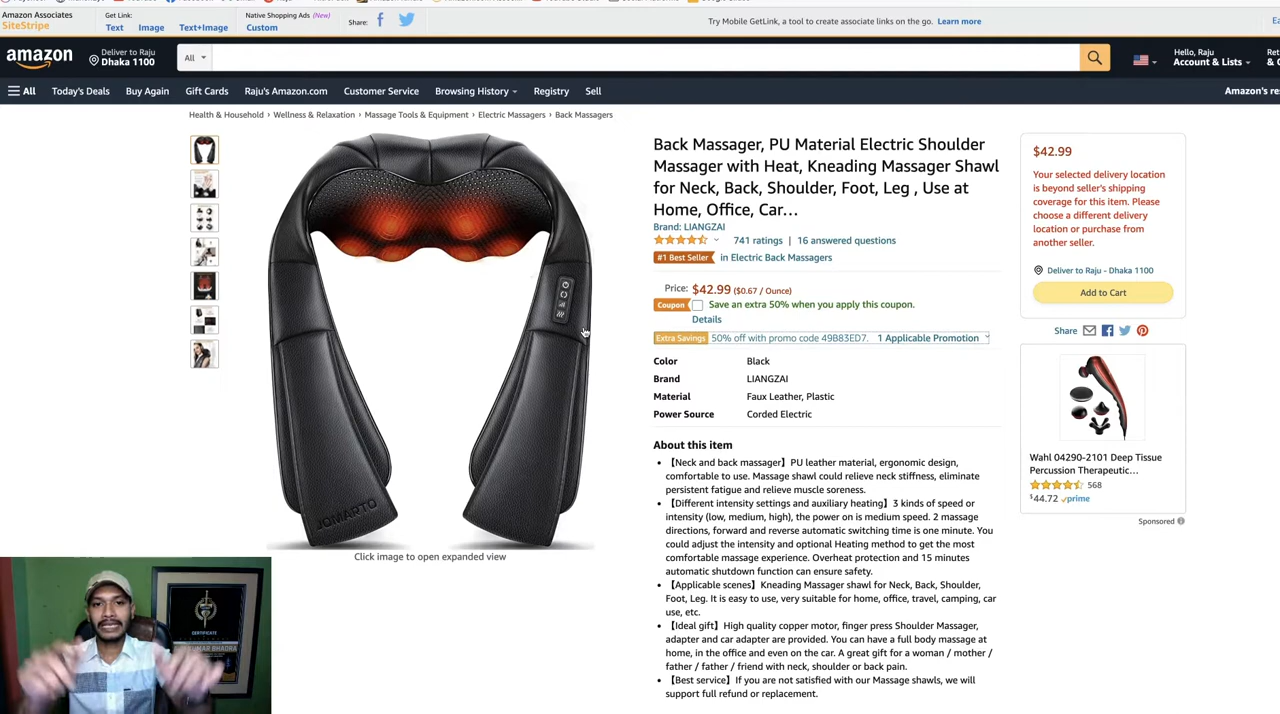 Amazon Associates
SiteStripe
Get Link:
Text Image Text+Image
Native Shopping Ads (New)
Custom
Share:
Try Mobile GetLink, a tool to create associate links on the go. Learn more
amazon
Deliver to Raju
Dhaka 1100
All
Hello, Raju
Account & Lists
All Today's Deals Buy Again Gift Cards Raju's Amazon.com Customer Service Browsing History Registry Sell
Health & Household › Wellness & Relaxation › Massage Tools & Equipment › Electric Massagers › Back Massagers
JOMARTO
Click image to open expanded view
Back Massager, PU Material Electric Shoulder
Massager with Heat, Kneading Massager Shawl
for Neck, Back, Shoulder, Foot, Leg , Use at
Home, Office, Car…
Brand: LIANGZAI
741 ratings | 16 answered questions
#1 Best Seller in Electric Back Massagers
Price: $42.99 ($0.67 / Ounce)
Coupon Save an extra 50% when you apply this coupon.
Details
Extra Savings 50% off with promo code 49B83ED7. 1 Applicable Promotion
Color Black
Brand LIANGZAI
Material Faux Leather, Plastic
Power Source Corded Electric
About this item
• 【Neck and back massager】PU leather material, ergonomic design,
comfortable to use. Massage shawl could relieve neck stiffness, eliminate
persistent fatigue and relieve muscle soreness.
• 【Different intensity settings and auxiliary heating】3 kinds of speed or
intensity (low, medium, high), the power on is medium speed. 2 massage
directions, forward and reverse automatic switching time is one minute. You
could adjust the intensity and optional Heating method to get the most
comfortable massage experience. Overheat protection and 15 minutes
automatic shutdown function can ensure safety.
• 【Applicable scenes】Kneading Massager shawl for Neck, Back, Shoulder,
Foot, Leg. It is easy to use, very suitable for home, office, travel, camping, car
use, etc.
• 【Ideal gift】High quality copper motor, finger press Shoulder Massager,
adapter and car adapter are provided. You can have a full body massage at
home, in the office and even on the car. A great gift for a woman / mother /
father / father / friend with neck, shoulder or back pain.
• 【Best service】If you are not satisfied with our Massage shawls, we will
support full refund or replacement.
$42.99
Your selected delivery location
is beyond seller's shipping
coverage for this item. Please
choose a different delivery
location or purchase from
another seller.
Deliver to Raju - Dhaka 1100
Add to Cart
Share
Wahl 04290-2101 Deep Tissue
Percussion Therapeutic…
568
$44.72 prime
Sponsored
CERTIFICATE